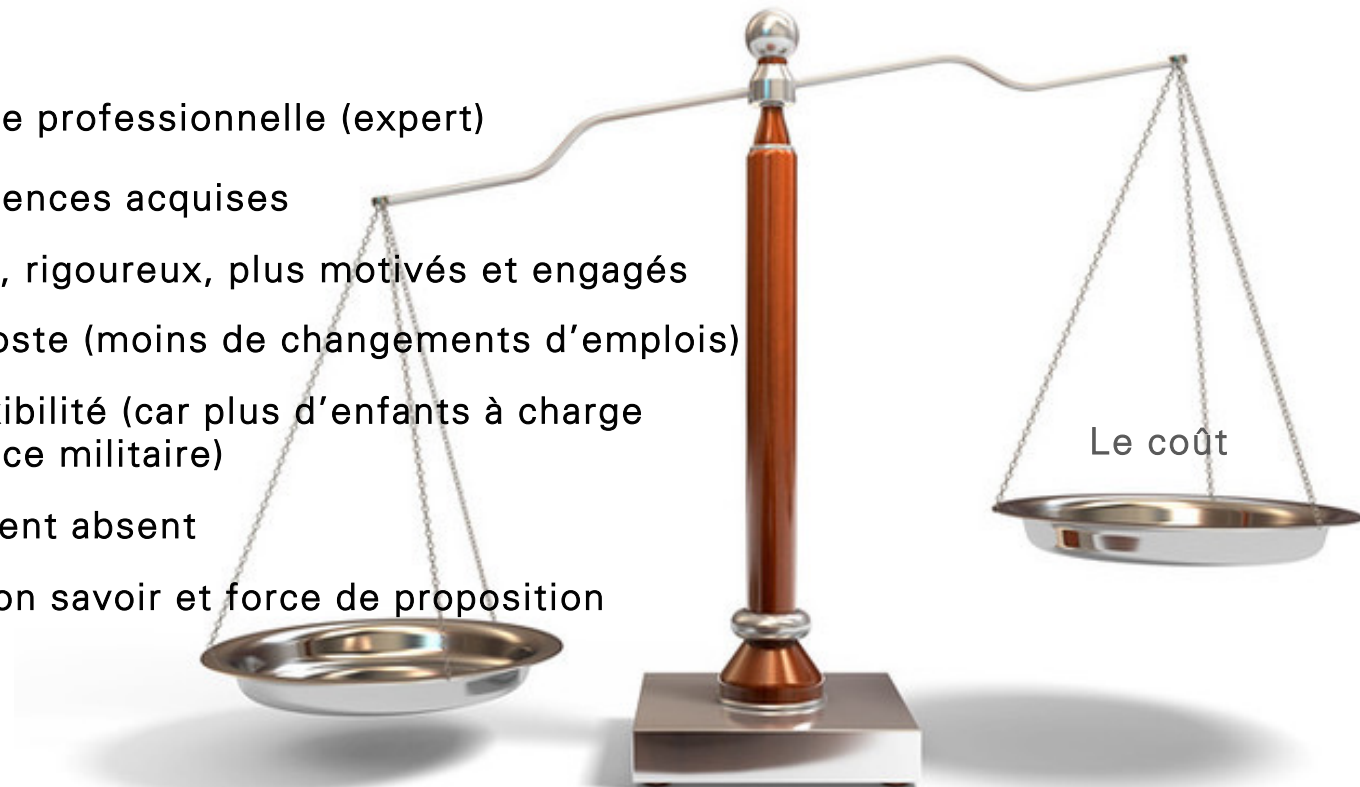 e professionnelle (expert)
ences acquises
, rigoureux, plus motivés et engagés
oste (moins de changements d’emplois)
ibilité (car plus d’enfants à charge
ce militaire)
ent absent
on savoir et force de proposition
Le coût